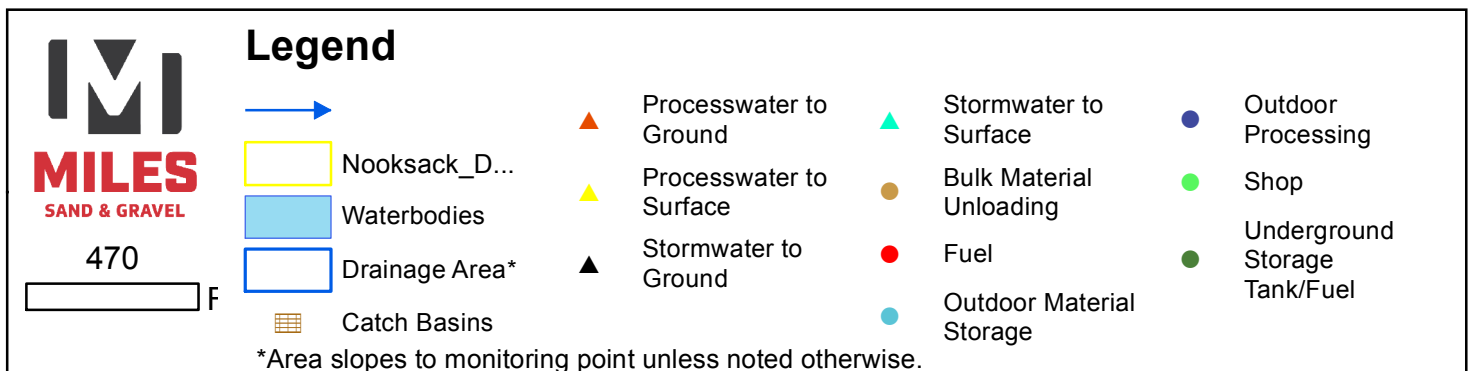 MILES
SAND & GRAVEL
470
F
Legend
Nooksack_D...
Waterbodies
Drainage Area*
Catch Basins
Processwater to
Ground
Processwater to
Surface
Stormwater to
Ground
Stormwater to
Surface
Bulk Material
Unloading
Fuel
Outdoor Material
Storage
Outdoor
Processing
Shop
Underground
Storage
Tank/Fuel
*Area slopes to monitoring point unless noted otherwise.